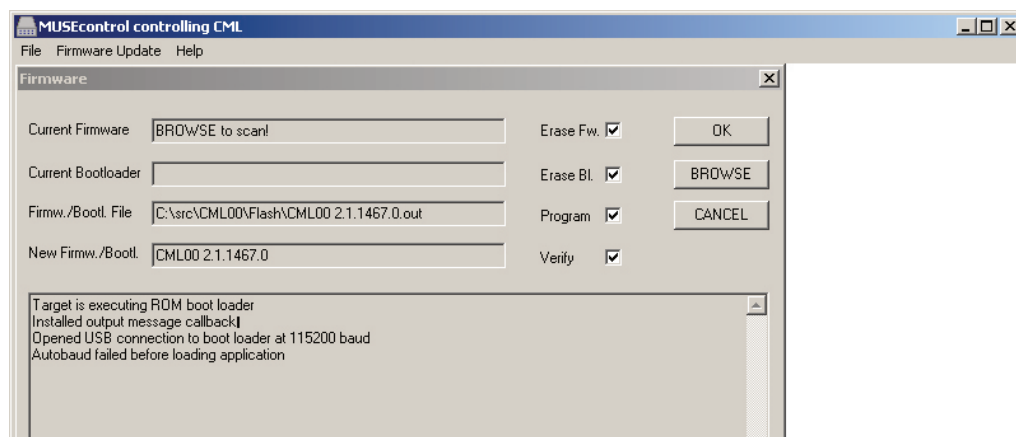 MUSEcontrol controlling CML
File Firmware Update Help
Firmware
Current Firmware BROWSE to scan! Erase Fw. OK
Current Bootloader Erase Bl. BROWSE
Firmw./Bootl. File C:\src\CML00\Flash\CML00 2.1.1467.0.out Program CANCEL
New Firmw./Bootl. CML00 2.1.1467.0 Verify
Target is executing ROM boot loader
Installed output message callback
Opened USB connection to boot loader at 115200 baud
Autobaud failed before loading application